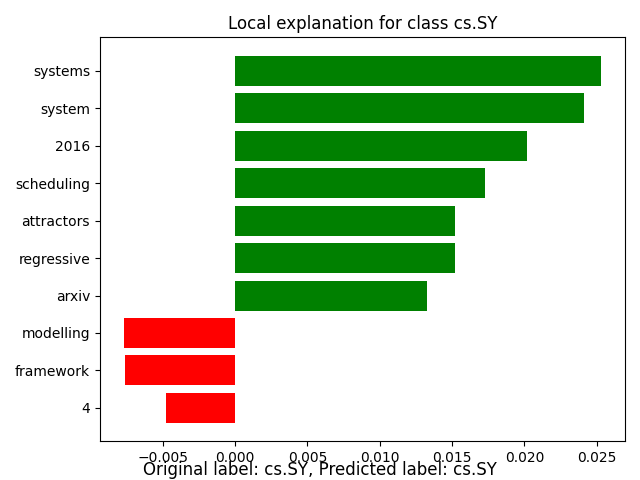 Local explanation for class cs.SY
systems
system
2016
scheduling
attractors
regressive
arxiv
modelling
framework
4
−0.005 0.000 0.005 0.010 0.015 0.020 0.025
Original label: cs.SY, Predicted label: cs.SY